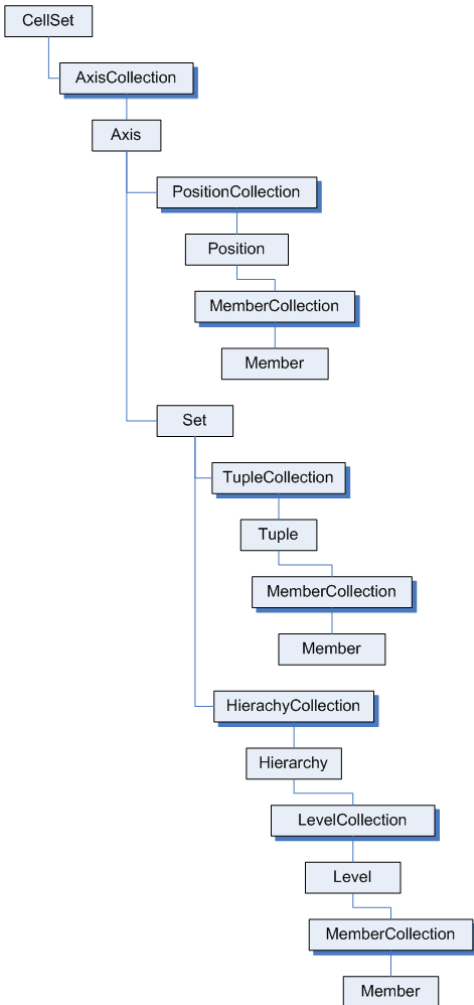 CellSet
AxisCollection
Axis
PositionCollection
Position
MemberCollection
Member
Set
TupleCollection
Tuple
MemberCollection
Member
HierachyCollection
Hierarchy
LevelCollection
Level
MemberCollection
Member